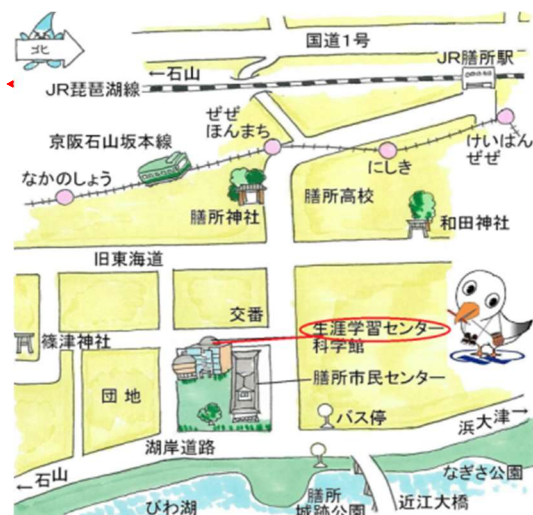 北
国道1号
JR膳所駅
←石山
JR琵琶湖線
ぜぜ
ほんまち
京阪石山坂本線
けいはん
ぜぜ
にしき
なかのしょう
膳所高校
膳所神社
和田神社
旧東海道
交番
生涯学習センター
科学館
篠津神社
膳所市民センター
団地
バス停
浜大津→
湖岸道路
←石山
なぎさ公園
びわ湖
膳所
城跡公園
近江大橋